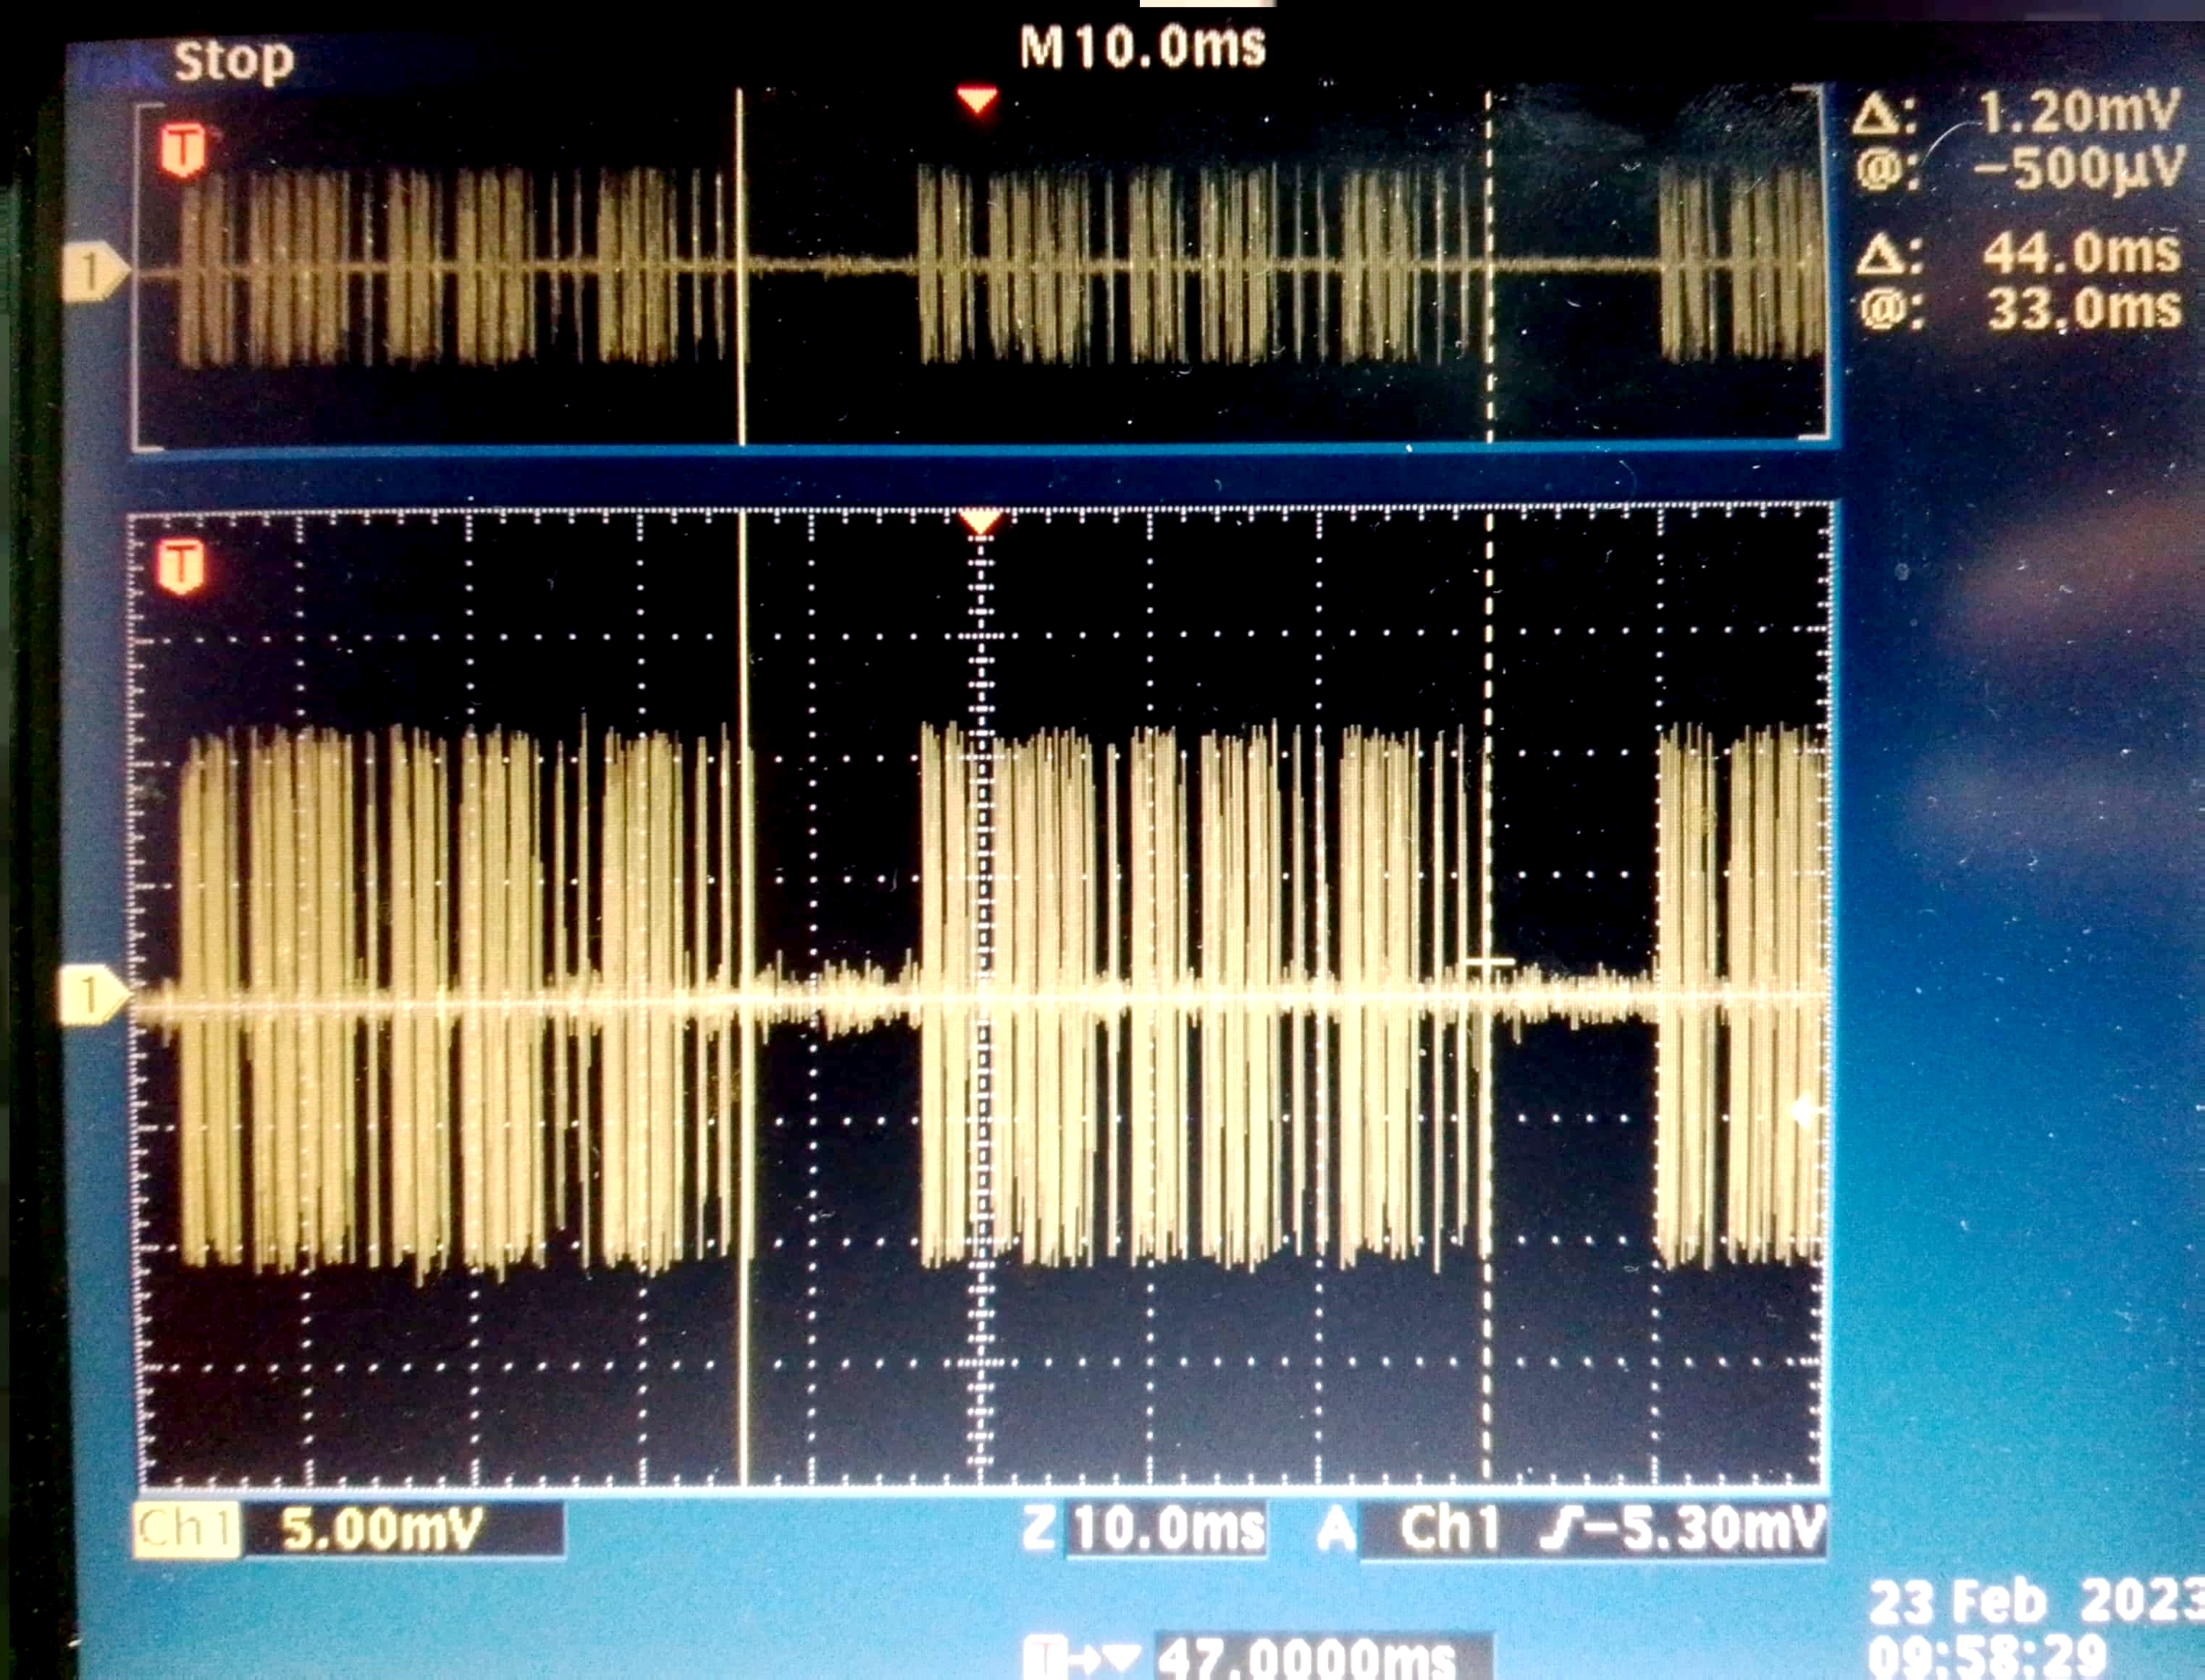 Stop
M 10.0ms
T
Δ: 1.20mV
@: -500µV
Δ: 44.0ms
@: 33.0ms
1
T
1
Ch1 5.00mV
Z 10.0ms
A Ch1 -5.30mV
T 47.0000ms
23 Feb 2023
09:58:29